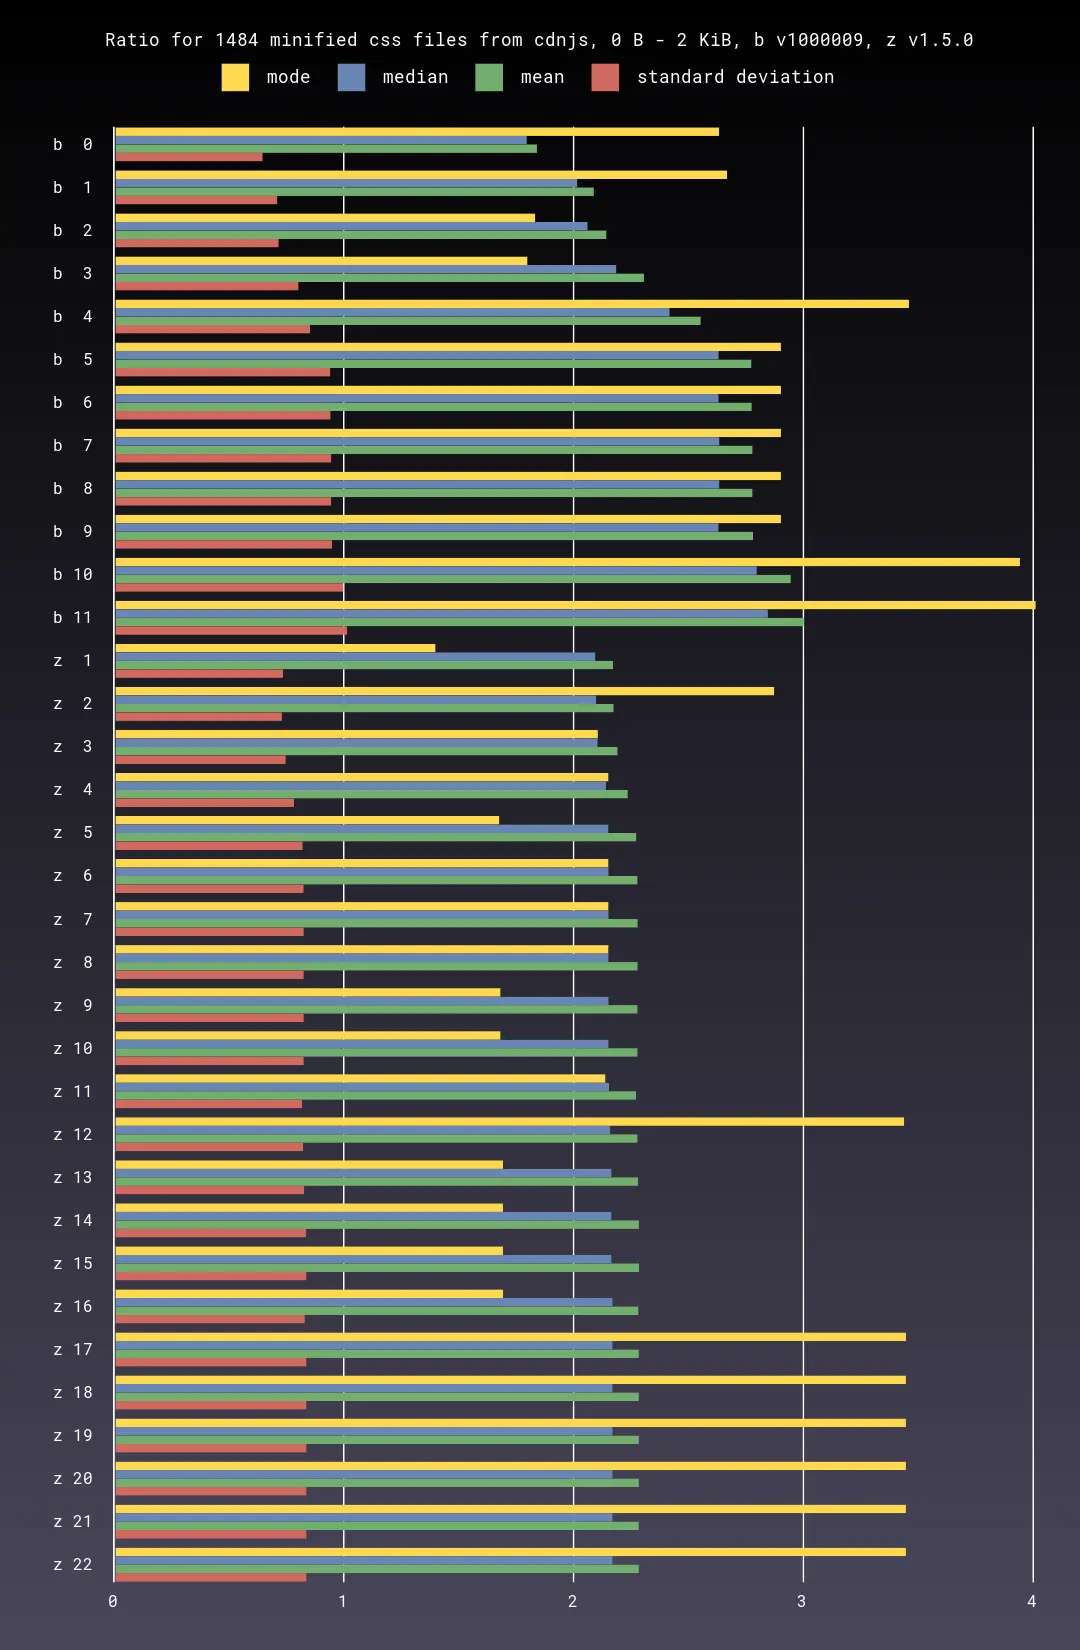 Ratio for 1484 minified css files from cdnjs, 0 B - 2 KiB, b v1000009, z v1.5.0
mode median mean standard deviation
b 0
b 1
b 2
b 3
b 4
b 5
b 6
b 7
b 8
b 9
b 10
b 11
z 1
z 2
z 3
z 4
z 5
z 6
z 7
z 8
z 9
z 10
z 11
z 12
z 13
z 14
z 15
z 16
z 17
z 18
z 19
z 20
z 21
z 22
0 1 2 3 4